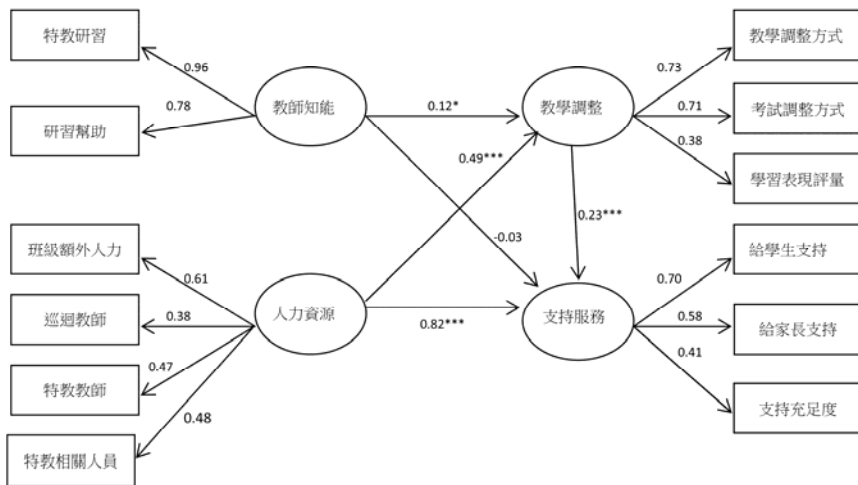 特教研習
0.96
0.78
研習幫助
教師知能
0.12*
教學調整
0.73
0.71
0.38
教學調整方式
考試調整方式
學習表現評量
0.49***
-0.03
0.23***
班級額外人力
0.61
巡迴教師
0.38
特教教師
0.47
特教相關人員
0.48
人力資源
0.82***
支持服務
0.70
0.58
0.41
給學生支持
給家長支持
支持充足度